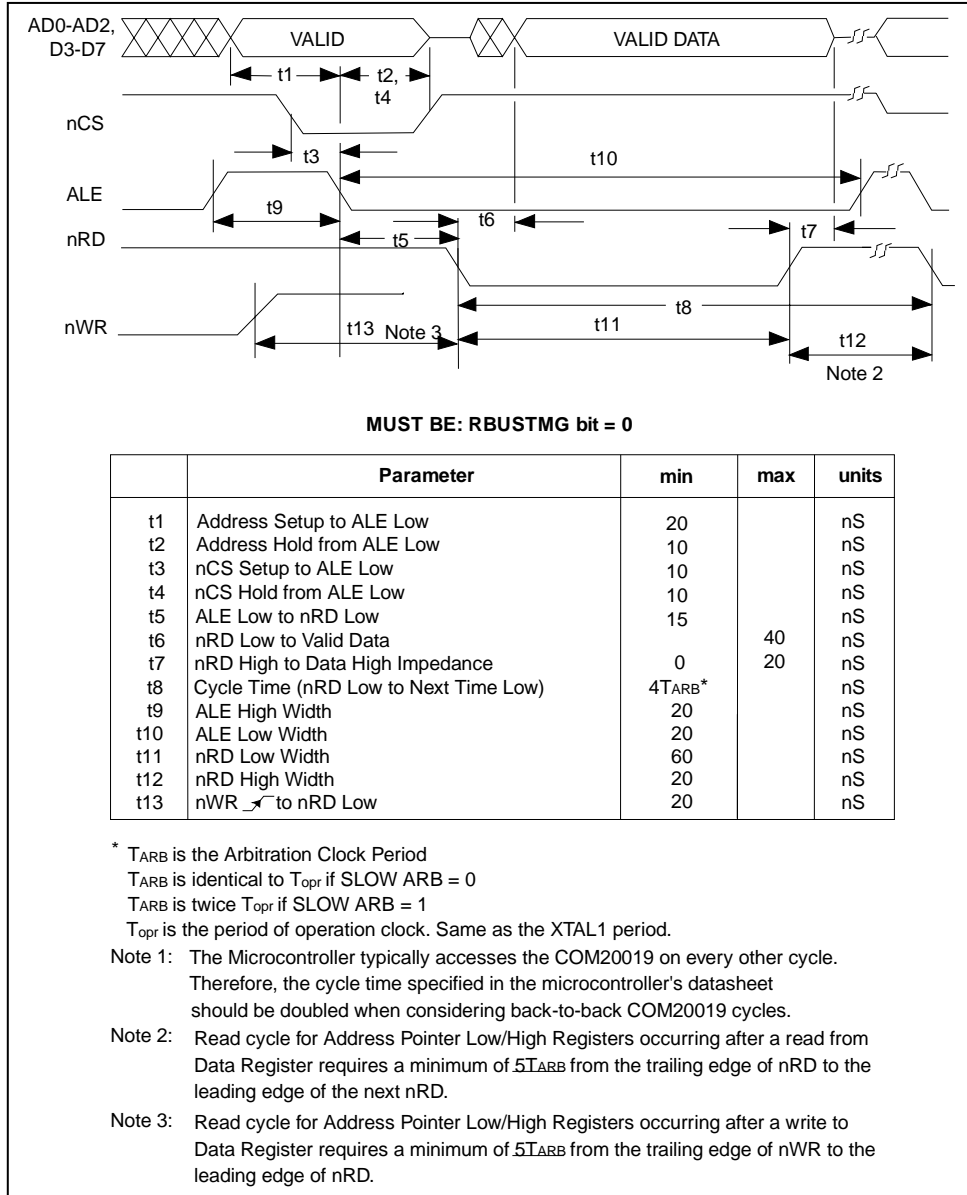 AD0-AD2,
D3-D7
VALID
VALID DATA
t1
t2,
t4
nCS
t3
t10
ALE
t9
t6
t7
nRD
t5
t8
nWR
t13 Note 3
t11
t12
Note 2
MUST BE: RBUSTMG bit = 0
Parameter min max units
t1 Address Setup to ALE Low 20 nS
t2 Address Hold from ALE Low 10 nS
t3 nCS Setup to ALE Low 10 nS
t4 nCS Hold from ALE Low 10 nS
t5 ALE Low to nRD Low 15 nS
t6 nRD Low to Valid Data 40 nS
t7 nRD High to Data High Impedance 0 20 nS
t8 Cycle Time (nRD Low to Next Time Low) 4TARB* nS
t9 ALE High Width 20 nS
t10 ALE Low Width 20 nS
t11 nRD Low Width 60 nS
t12 nRD High Width 20 nS
t13 nWR to nRD Low 20 nS
* TARB is the Arbitration Clock Period
TARB is identical to Topr if SLOW ARB = 0
TARB is twice Topr if SLOW ARB = 1
Topr is the period of operation clock. Same as the XTAL1 period.
Note 1: The Microcontroller typically accesses the COM20019 on every other cycle.
Therefore, the cycle time specified in the microcontroller's datasheet
should be doubled when considering back-to-back COM20019 cycles.
Note 2: Read cycle for Address Pointer Low/High Registers occurring after a read from
Data Register requires a minimum of 5TARB from the trailing edge of nRD to the
leading edge of the next nRD.
Note 3: Read cycle for Address Pointer Low/High Registers occurring after a write to
Data Register requires a minimum of 5TARB from the trailing edge of nWR to the
leading edge of nRD.